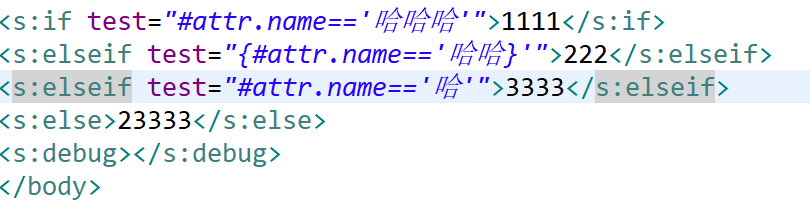 <s:if test="#attr.name=='哈哈哈'">1111</s:if>
<s:elseif test="{#attr.name=='哈哈}'">222</s:elseif>
<s:elseif test="#attr.name=='哈'">3333</s:elseif>
<s:else>23333</s:else>
<s:debug></s:debug>
</body>